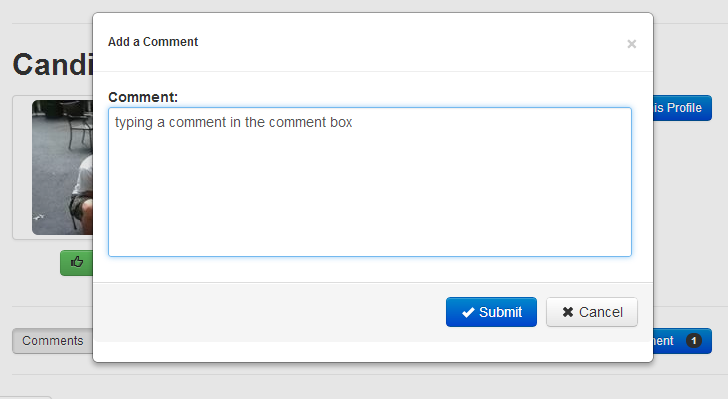 Add a Comment
×
Candi
Comment:
is Profile
typing a comment in the comment box
Submit Cancel
Comments
ment 1